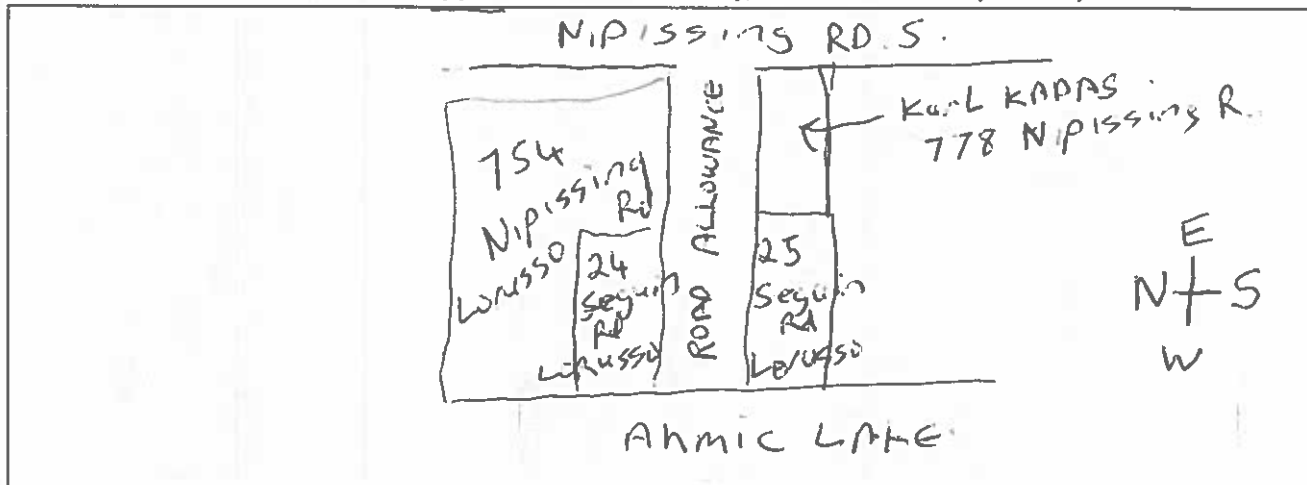 NIPISSING RD. S.
Karl KADAS
778 NIPISSING R.
754
NIPISSING
Rd
LORUSSO
24
Seguin
Rd
LORUSSO
ROAD ALLOWANCE
25
Seguin
Rd
LORUSSO
E
N S
W
AHMIC LAKE